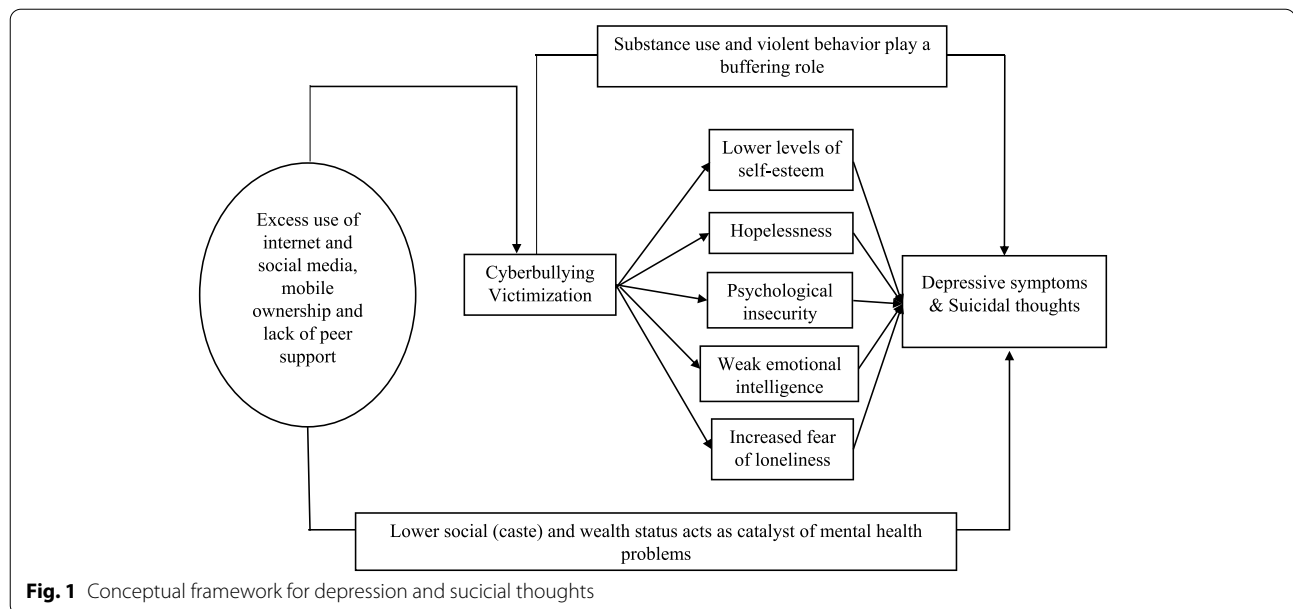 Substance use and violent behavior play a
buffering role
Excess use of
internet and
social media,
mobile
ownership and
lack of peer
support
Cyberbullying
Victimization
Lower levels of
self-esteem
Hopelessness
Psychological
insecurity
Weak emotional
intelligence
Increased fear
of loneliness
Depressive symptoms
& Suicidal thoughts
Lower social (caste) and wealth status acts as catalyst of mental health
problems
Fig. 1 Conceptual framework for depression and sucicial thoughts